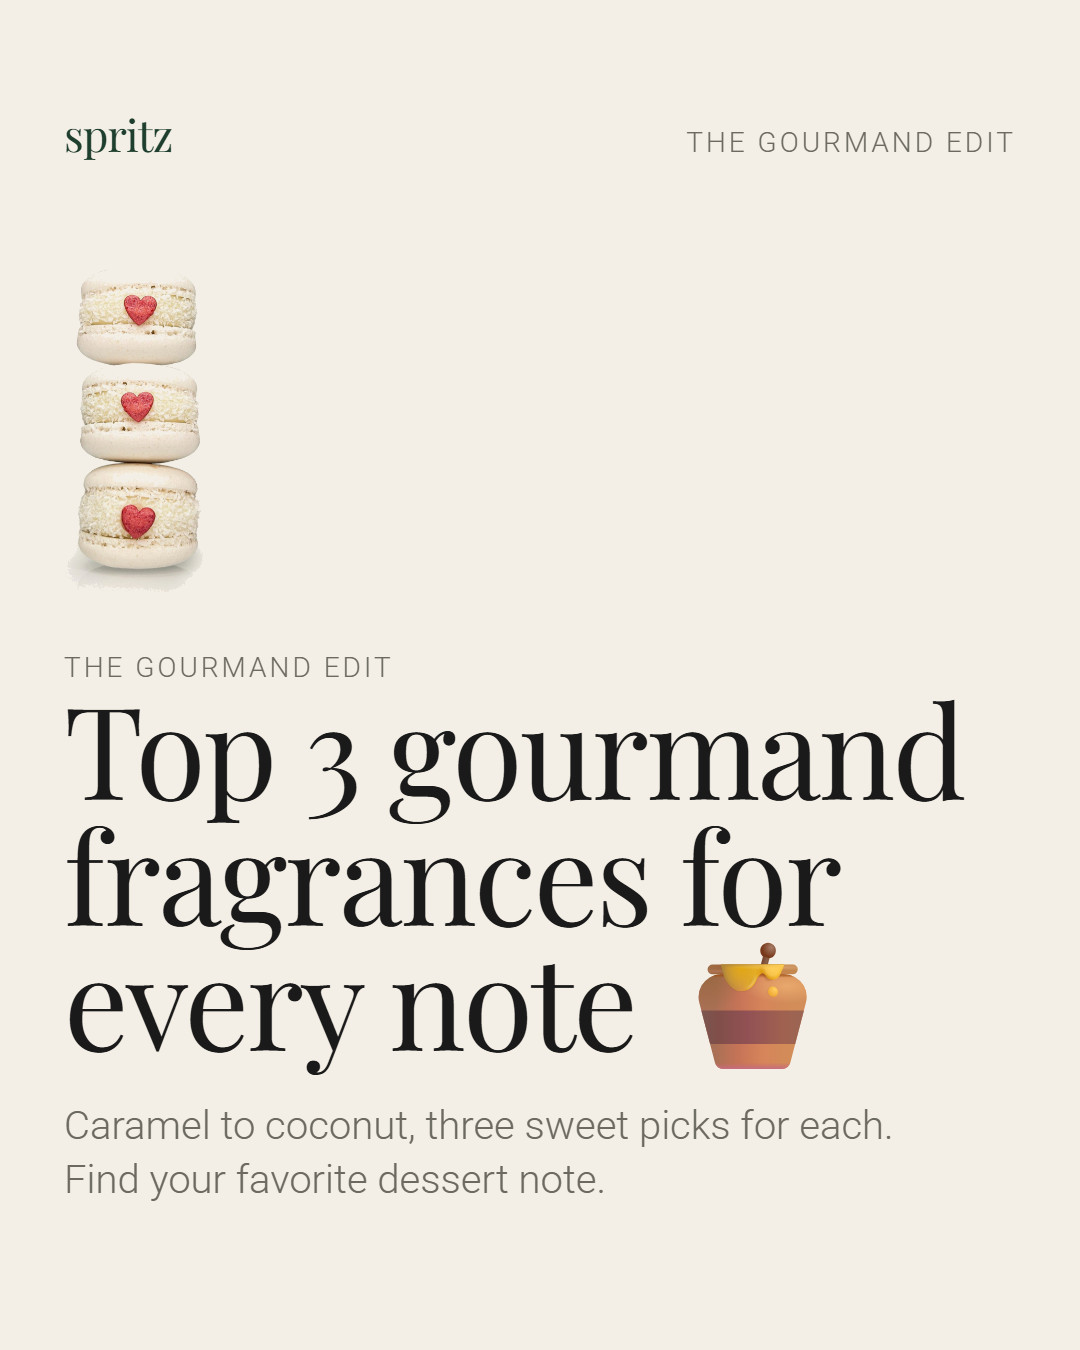 spritz
THE GOURMAND EDIT
THE GOURMAND EDIT
Top 3 gourmand
fragrances for
every note
Caramel to coconut, three sweet picks for each.
Find your favorite dessert note.